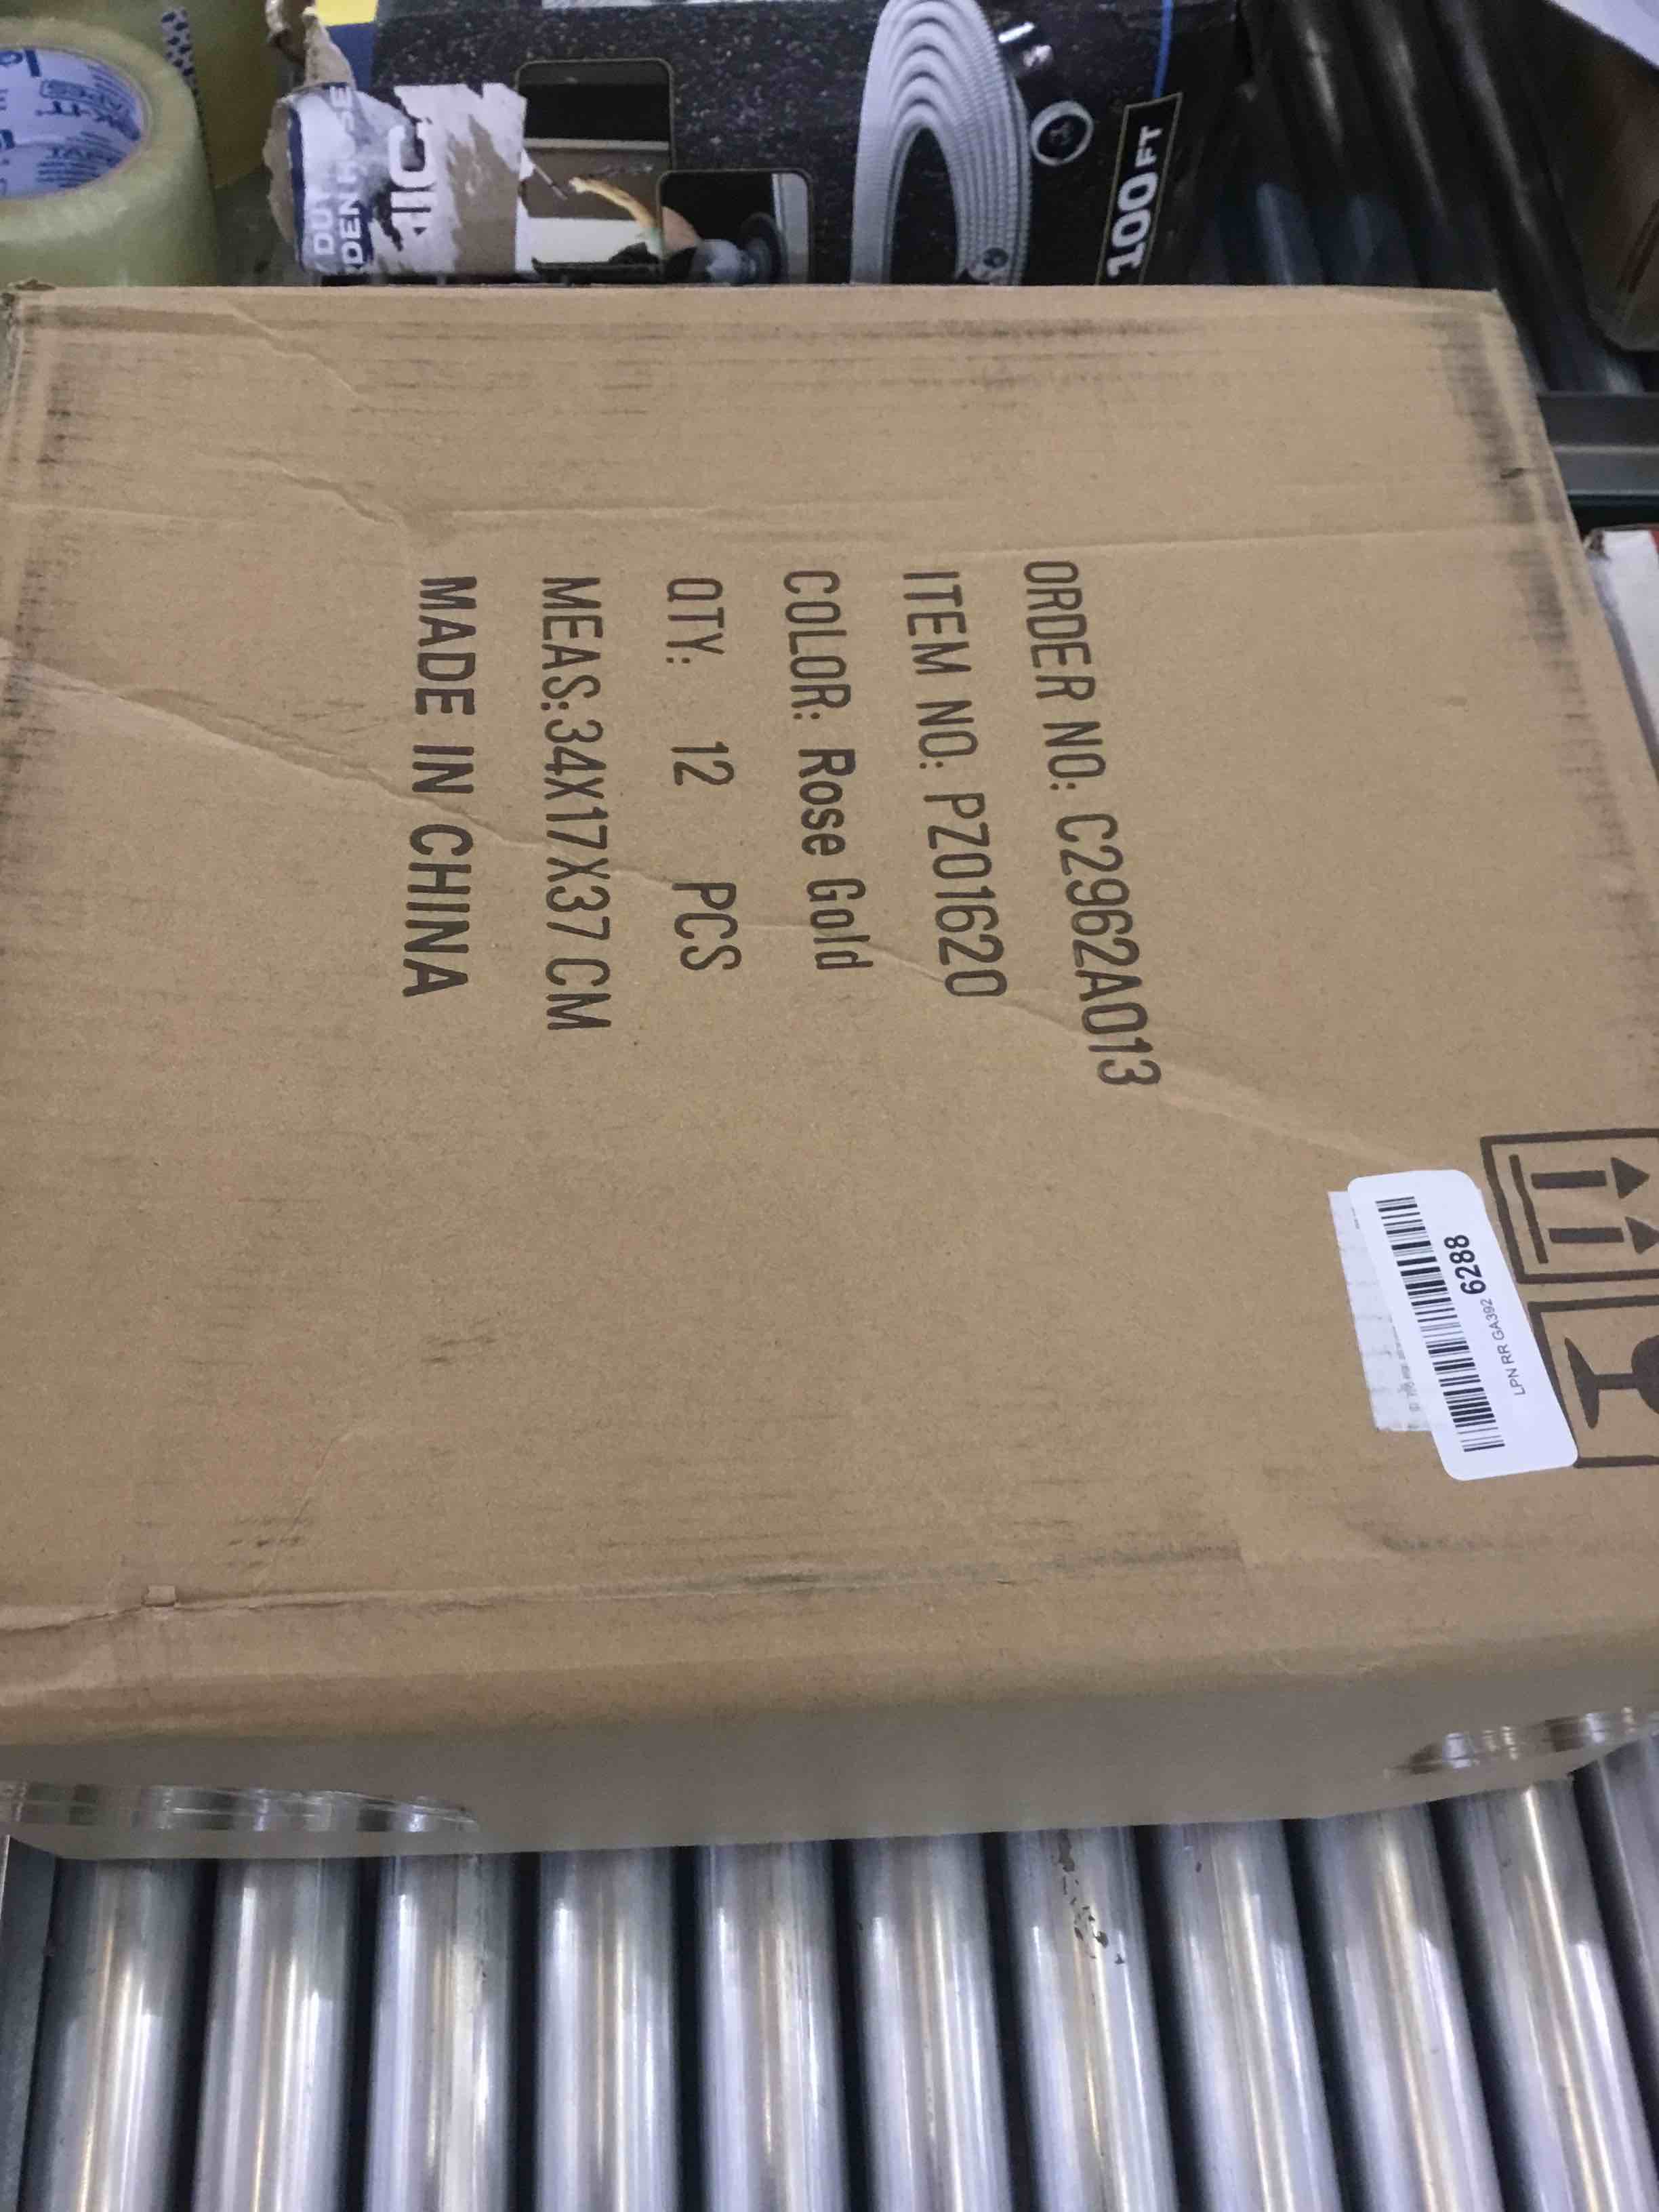 ORDER NO: C2962A013
ITEM NO: PZ01620
COLOR: Rose Gold
QTY: 12 PCS
MEAS:34X17X37 CM
MADE IN CHINA
LPN RR GA392 6288
100 FT